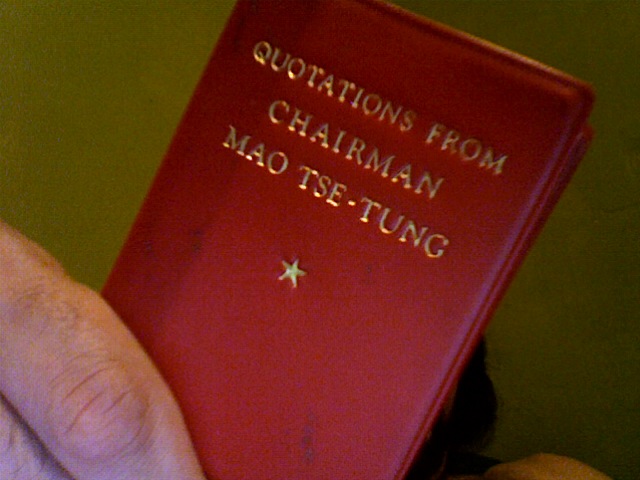 QUOTATIONS FROM
CHAIRMAN
MAO TSE-TUNG